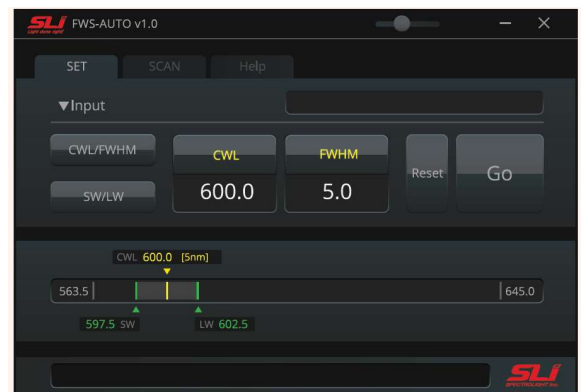 SLI FWS-AUTO v1.0
Light done right!
SET SCAN Help
▼Input
CWL/FWHM CWL FWHM Reset Go
SW/LW 600.0 5.0
CWL 600.0 [5nm]
563.5 645.0
597.5 SW LW 602.5
SLI
SPECTROLIGHT Inc.